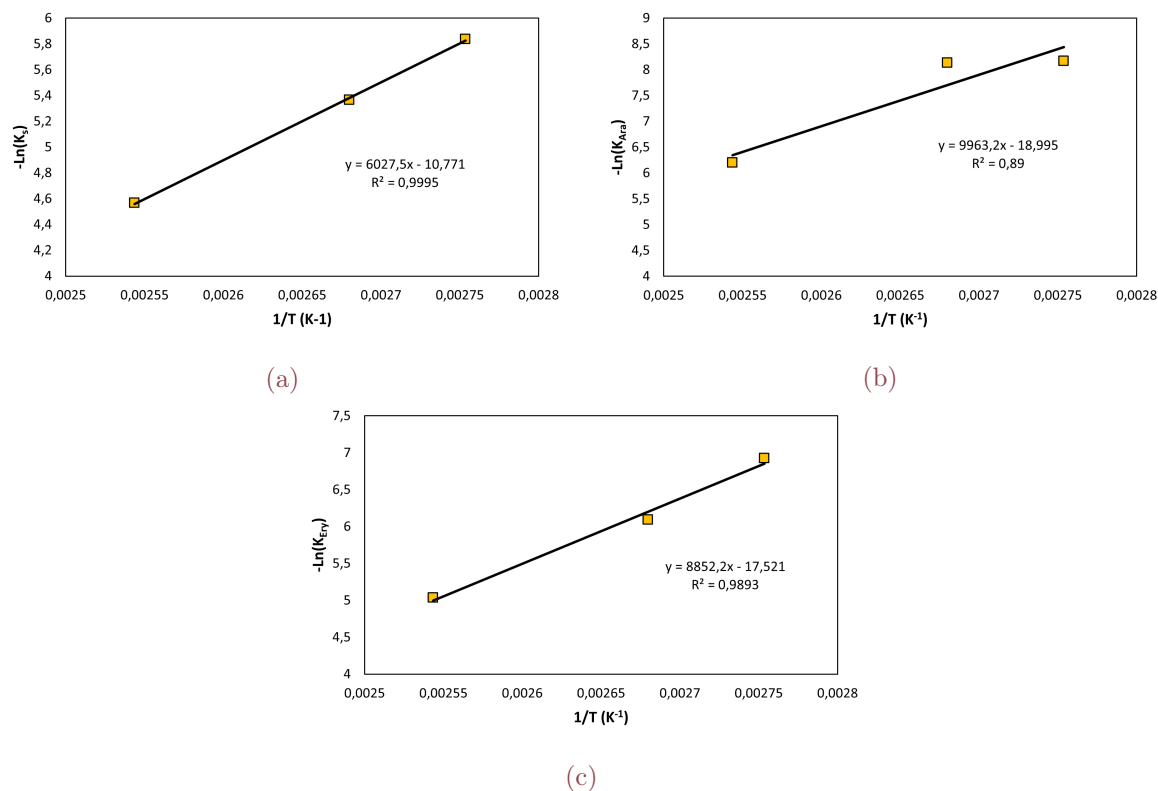 6
5,8
5,6
5,4
5,2
5
4,8
4,6
4,4
4,2
4
-Ln(Ks)
y = 6027,5x - 10,771
R² = 0,9995
0,0025 0,00255 0,0026 0,00265 0,0027 0,00275 0,0028
1/T (K-1)
(a)
9
8,5
8
7,5
7
6,5
6
5,5
5
4,5
4
-Ln(KAra)
y = 9963,2x - 18,995
R² = 0,89
0,0025 0,00255 0,0026 0,00265 0,0027 0,00275 0,0028
1/T (K⁻¹)
(b)
7,5
7
6,5
6
5,5
5
4,5
4
-Ln(KEry)
y = 8852,2x - 17,521
R² = 0,9893
0,0025 0,00255 0,0026 0,00265 0,0027 0,00275 0,0028
1/T (K⁻¹)
(c)